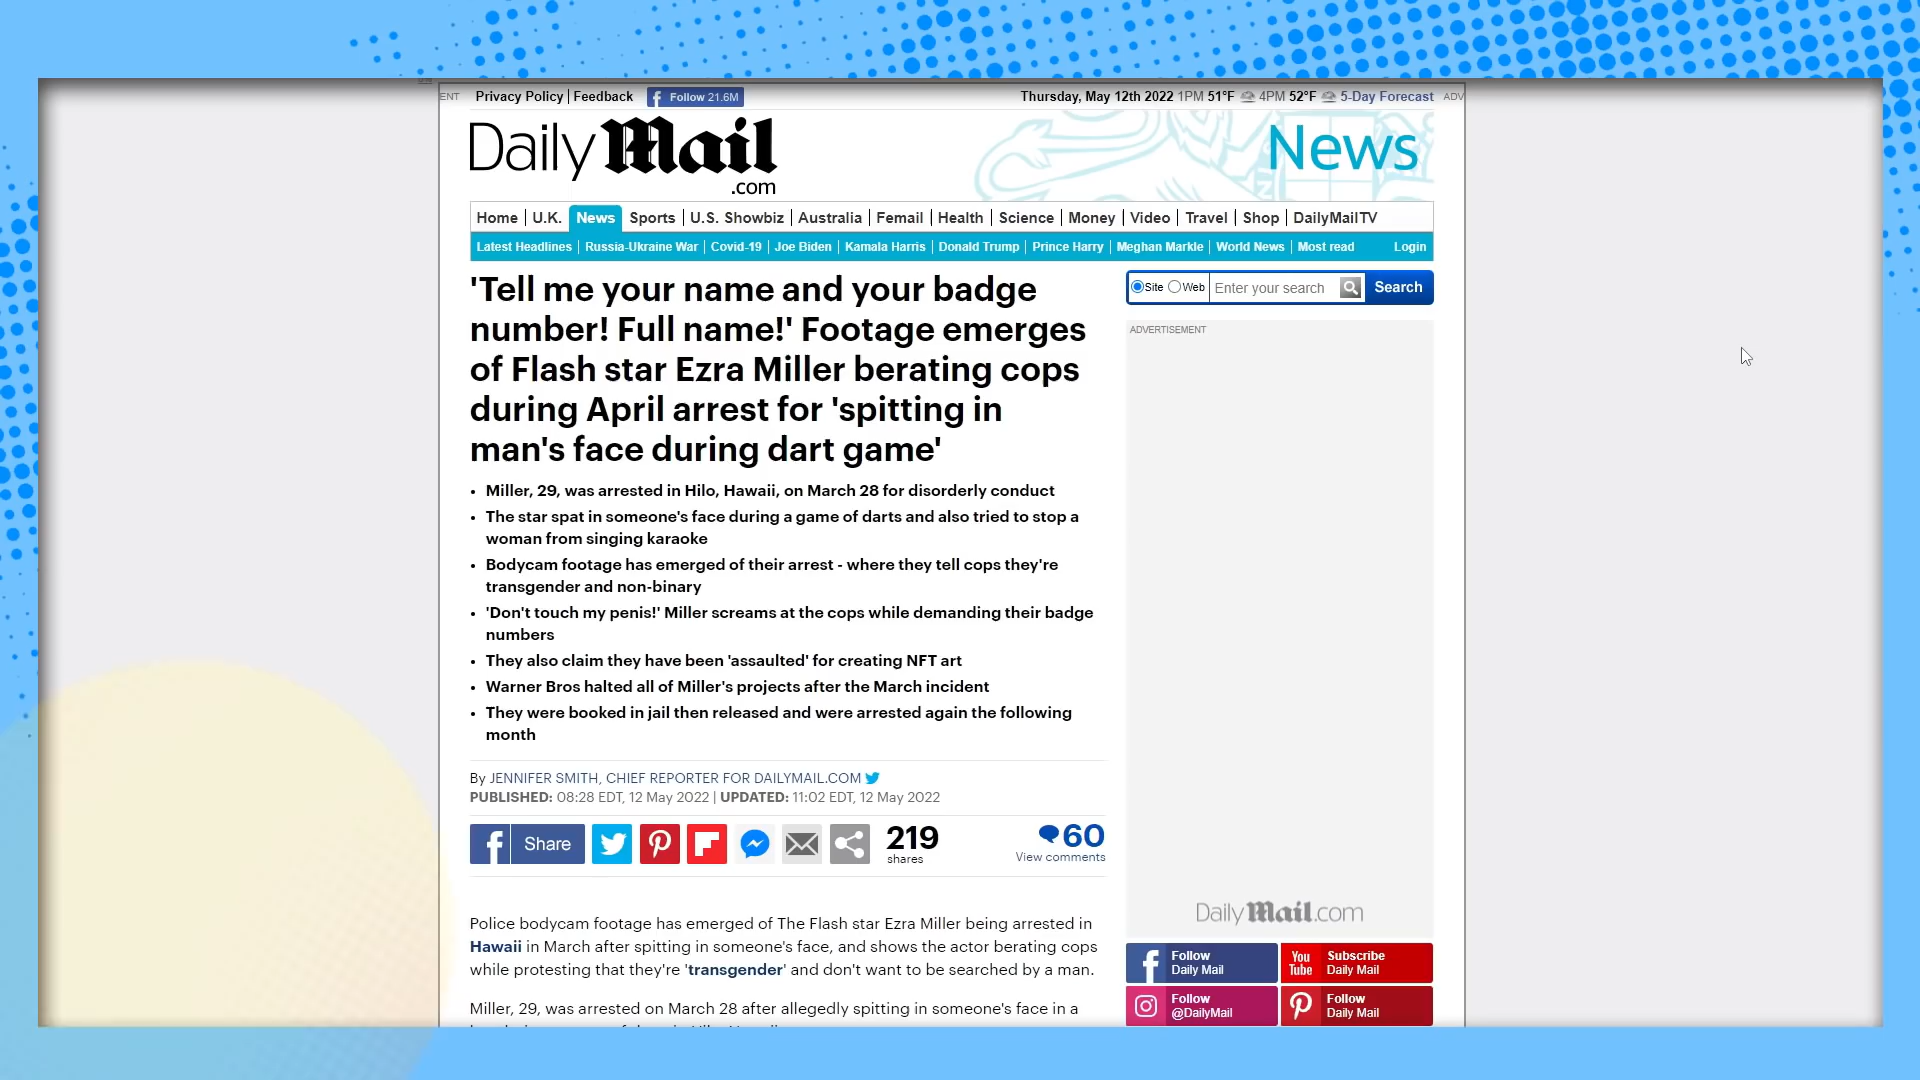 ENT Privacy Policy | Feedback Follow 21.6M Thursday, May 12th 2022 1PM 51°F 4PM 52°F 5-Day Forecast ADV
Daily Mail .com
News
Home | U.K. News Sports | U.S. Showbiz | Australia | Femail | Health | Science | Money | Video | Travel | Shop | DailyMailTV
Latest Headlines | Russia-Ukraine War | Covid-19 | Joe Biden | Kamala Harris | Donald Trump | Prince Harry | Meghan Markle | World News | Most read Login
'Tell me your name and your badge
number! Full name!' Footage emerges
of Flash star Ezra Miller berating cops
during April arrest for 'spitting in
man's face during dart game'
• Miller, 29, was arrested in Hilo, Hawaii, on March 28 for disorderly conduct
• The star spat in someone's face during a game of darts and also tried to stop a
woman from singing karaoke
• Bodycam footage has emerged of their arrest - where they tell cops they're
transgender and non-binary
• 'Don't touch my penis!' Miller screams at the cops while demanding their badge
numbers
• They also claim they have been 'assaulted' for creating NFT art
• Warner Bros halted all of Miller's projects after the March incident
• They were booked in jail then released and were arrested again the following
month
By JENNIFER SMITH, CHIEF REPORTER FOR DAILYMAIL.COM
PUBLISHED: 08:28 EDT, 12 May 2022 | UPDATED: 11:02 EDT, 12 May 2022
Share
219
shares
60
View comments
Police bodycam footage has emerged of The Flash star Ezra Miller being arrested in
Hawaii in March after spitting in someone's face, and shows the actor berating cops
while protesting that they're 'transgender' and don't want to be searched by a man.
Miller, 29, was arrested on March 28 after allegedly spitting in someone's face in a
Site Web Enter your search Search
ADVERTISEMENT
Daily Mail.com
Follow
Daily Mail
You Tube Subscribe
Daily Mail
Follow
@DailyMail
Follow
Daily Mail